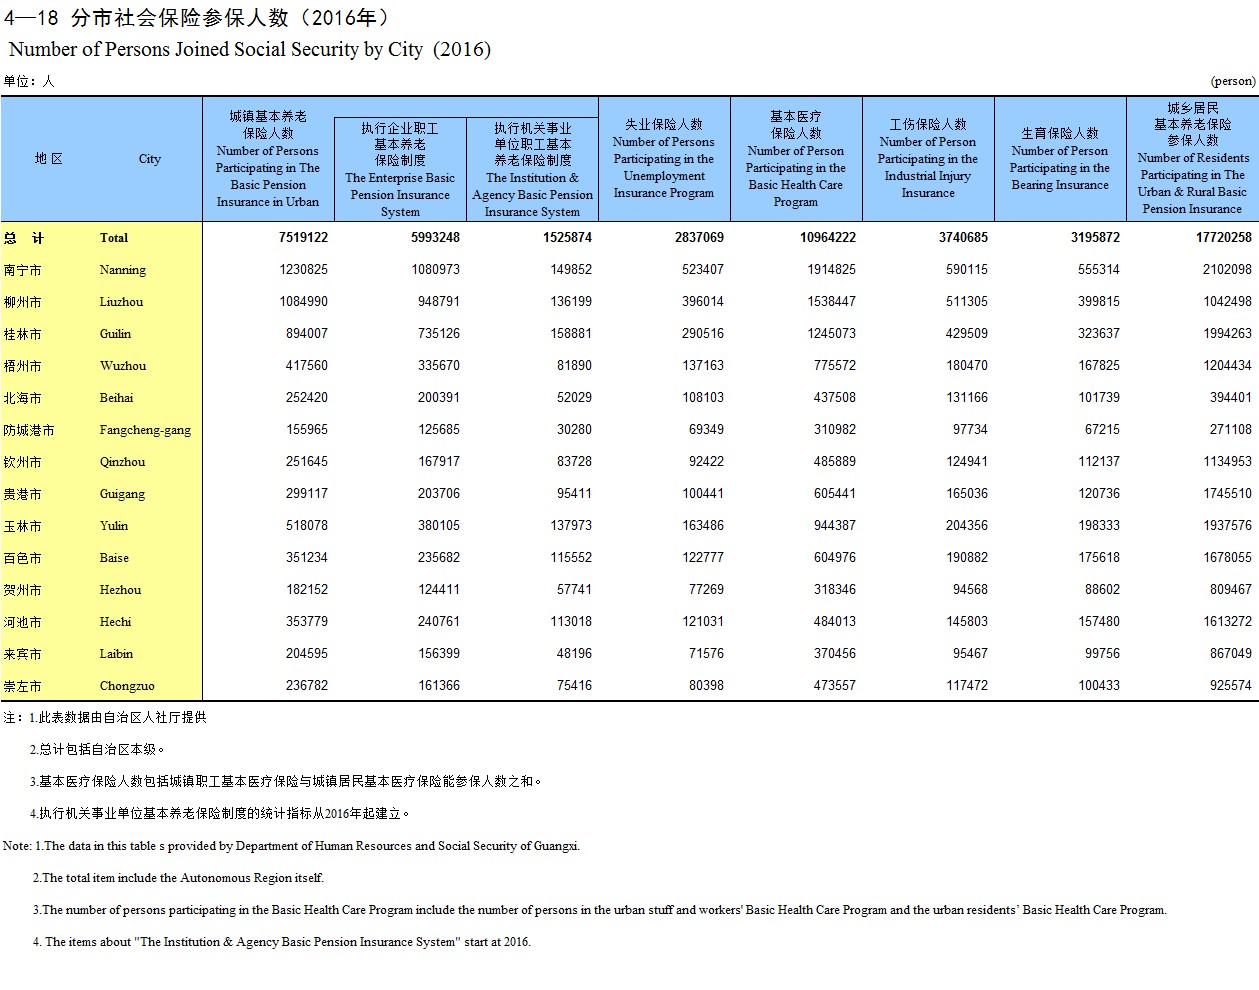 4—18 分市社会保险参保人数（2016年）
Number of Persons Joined Social Security by City (2016)
单位：人 (person)
地 区 City
城镇基本养老
保险人数
Number of Persons
Participating in The
Basic Pension
Insurance in Urban
执行企业职工
基本养老
保险制度
The Enterprise Basic
Pension Insurance
System
执行机关事业
单位职工基本
养老保险制度
The Institution &
Agency Basic Pension
Insurance System
失业保险人数
Number of Persons
Participating in the
Unemployment
Insurance Program
基本医疗
保险人数
Number of Person
Participating in the
Basic Health Care
Program
工伤保险人数
Number of Person
Participating in the
Industrial Injury
Insurance
生育保险人数
Number of Person
Participating in the
Bearing Insurance
城乡居民
基本养老保险
参保人数
Number of Residents
Participating in The
Urban & Rural Basic
Pension Insurance
总 计 Total 7519122 5993248 1525874 2837069 10964222 3740685 3195872 17720258
南宁市 Nanning 1230825 1080973 149852 523407 1914825 590115 555314 2102098
柳州市 Liuzhou 1084990 948791 136199 396014 1538447 511305 399815 1042498
桂林市 Guilin 894007 735126 158881 290516 1245073 429509 323637 1994263
梧州市 Wuzhou 417560 335670 81890 137163 775572 180470 167825 1204434
北海市 Beihai 252420 200391 52029 108103 437508 131166 101739 394401
防城港市 Fangcheng-gang 155965 125685 30280 69349 310982 97734 67215 271108
钦州市 Qinzhou 251645 167917 83728 92422 485889 124941 112137 1134953
贵港市 Guigang 299117 203706 95411 100441 605441 165036 120736 1745510
玉林市 Yulin 518078 380105 137973 163486 944387 204356 198333 1937576
百色市 Baise 351234 235682 115552 122777 604976 190882 175618 1678055
贺州市 Hezhou 182152 124411 57741 77269 318346 94568 88602 809467
河池市 Hechi 353779 240761 113018 121031 484013 145803 157480 1613272
来宾市 Laibin 204595 156399 48196 71576 370456 95467 99756 867049
崇左市 Chongzuo 236782 161366 75416 80398 473557 117472 100433 925574
注：1.此表数据由自治区人社厅提供
2.总计包括自治区本级。
3.基本医疗保险人数包括城镇职工基本医疗保险与城镇居民基本医疗保险能参保人数之和。
4.执行机关事业单位基本养老保险制度的统计指标从2016年起建立。
Note: 1.The data in this table s provided by Department of Human Resources and Social Security of Guangxi.
2.The total item include the Autonomous Region itself.
3.The number of persons participating in the Basic Health Care Program include the number of persons in the urban stuff and workers' Basic Health Care Program and the urban residents’ Basic Health Care Program.
4. The items about "The Institution & Agency Basic Pension Insurance System" start at 2016.